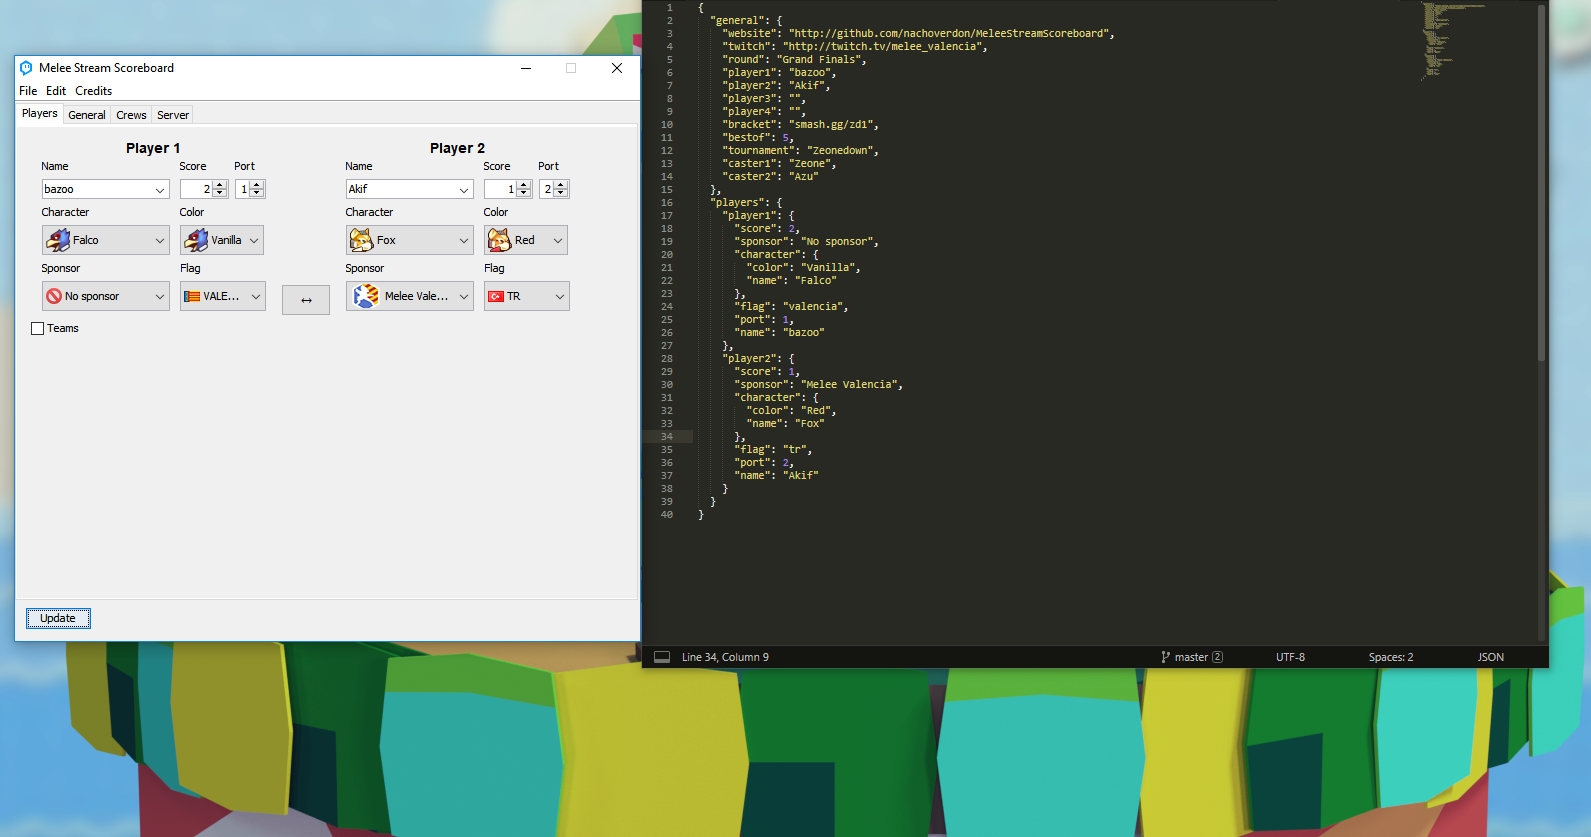 Melee Stream Scoreboard
File Edit Credits
Players General Crews Server
Player 1 Player 2
Name Score Port Name Score Port
bazoo 2 1 Akif 1 2
Character Color Character Color
Falco Vanilla Fox Red
Sponsor Flag Sponsor Flag
No sponsor VALE... ↔ Melee Vale... TR
Teams
Update
1 {
2 "general": {
3 "website": "http://github.com/nachoverdon/MeleeStreamScoreboard",
4 "twitch": "http://twitch.tv/melee_valencia",
5 "round": "Grand Finals",
6 "player1": "bazoo",
7 "player2": "Akif",
8 "player3": "",
9 "player4": "",
10 "bracket": "smash.gg/zd1",
11 "bestof": 5,
12 "tournament": "Zeonedown",
13 "caster1": "Zeone",
14 "caster2": "Azu"
15 },
16 "players": {
17 "player1": {
18 "score": 2,
19 "sponsor": "No sponsor",
20 "character": {
21 "color": "Vanilla",
22 "name": "Falco"
23 },
24 "flag": "valencia",
25 "port": 1,
26 "name": "bazoo"
27 },
28 "player2": {
29 "score": 1,
30 "sponsor": "Melee Valencia",
31 "character": {
32 "color": "Red",
33 "name": "Fox"
34 },
35 "flag": "tr",
36 "port": 2,
37 "name": "Akif"
38 }
39 }
40 }
Line 34, Column 9 master 2 UTF-8 Spaces: 2 JSON